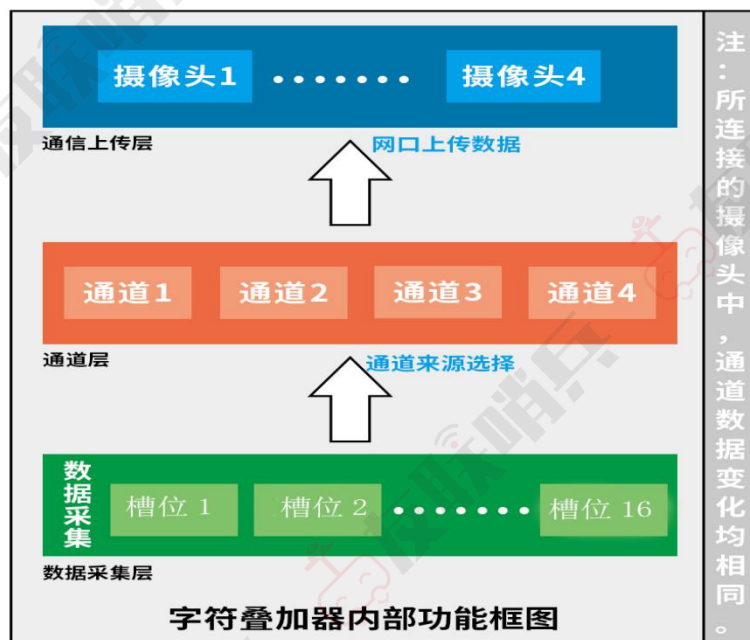 摄像头1 ······· 摄像头4
通信上传层
网口上传数据
通道1 通道2 通道3 通道4
通道层
通道来源选择
数据采集
槽位 1 槽位 2 ······· 槽位 16
数据采集层
字符叠加器内部功能框图
注：所连接的摄像头中，通道数据变化均相同。
友联哨兵